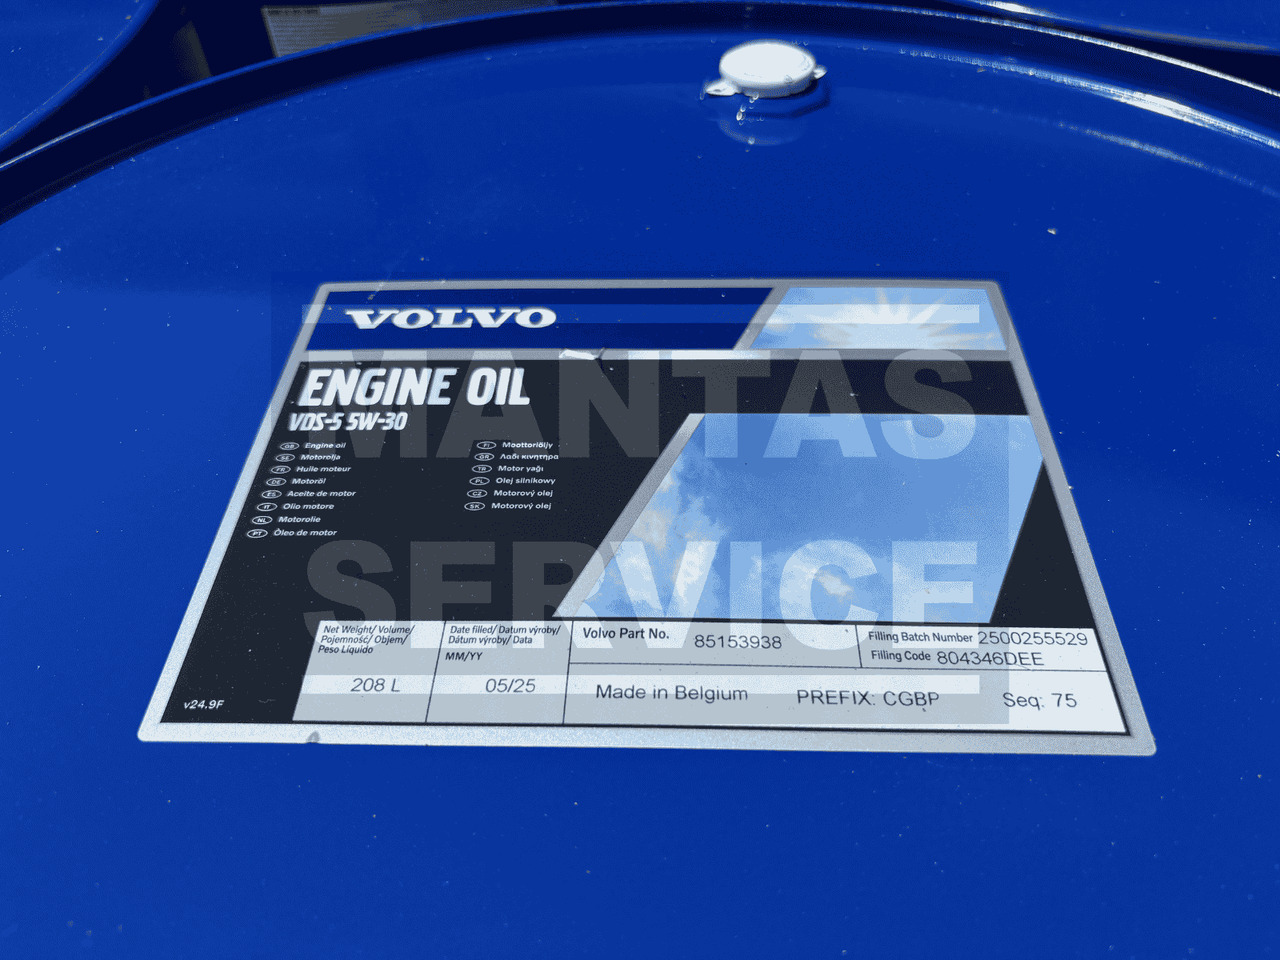 VOLVO
ENGINE OIL
VDS-5 5W-30
GB Engine oil
SE Motorolja
FR Huile moteur
DE Motoröl
ES Aceite de motor
IT Olio motore
NL Motorolie
PT Óleo de motor
FI Moottoriöljy
GR Λάδι κινητήρα
TR Motor yağı
PL Olej silnikowy
CZ Motorový olej
SK Motorový olej
MANTAS
SERVICE
Net Weight/ Volume/
Pojemność/ Objem/
Peso Líquido
208 L
Date filled/ Datum výroby/
Dátum výroby/ Data
MM/YY
05/25
Volvo Part No. 85153938
Filling Batch Number 2500255529
Filling Code 804346DEE
Made in Belgium PREFIX: CGBP Seq: 75
v24.9F